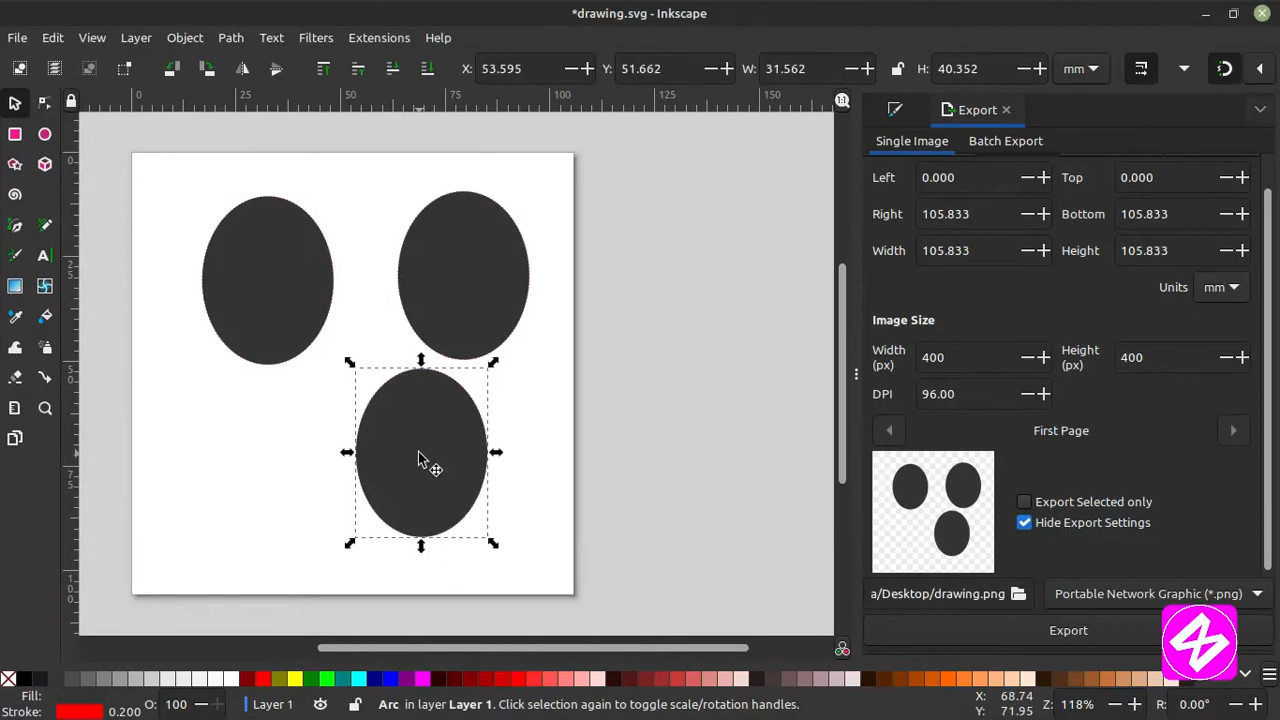 *drawing.svg - Inkscape
File Edit View Layer Object Path Text Filters Extensions Help
X: 53.595 Y: 51.662 W: 31.562 H: 40.352 mm
0 25 50 75 100 125 150
Export
Single Image Batch Export
0
25
50
75
100
Left 0.000 Top 0.000
Right 105.833 Bottom 105.833
Width 105.833 Height 105.833
Units mm
Image Size
Width (px) 400 Height (px) 400
DPI 96.00
First Page
Export Selected only
Hide Export Settings
a/Desktop/drawing.png Portable Network Graphic (*.png)
Export
Fill:
Stroke: 0.200 O: 100 Layer 1 Arc in layer Layer 1. Click selection again to toggle scale/rotation handles. X: 68.74 Y: 71.95 Z: 118% R: 0.00°